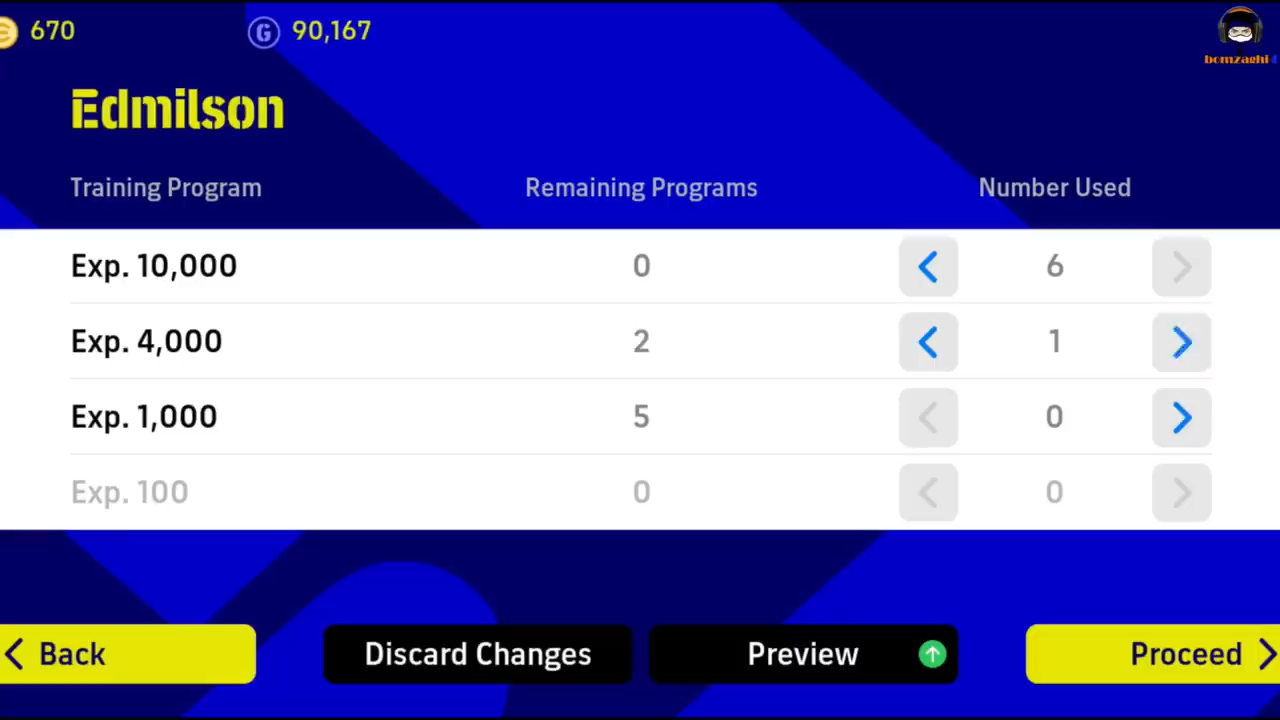 670
G 90,167
bomzaghi
Edmilson
Training Program Remaining Programs Number Used
Exp. 10,000 0 6
Exp. 4,000 2 1
Exp. 1,000 5 0
Exp. 100 0 0
Back Discard Changes Preview Proceed